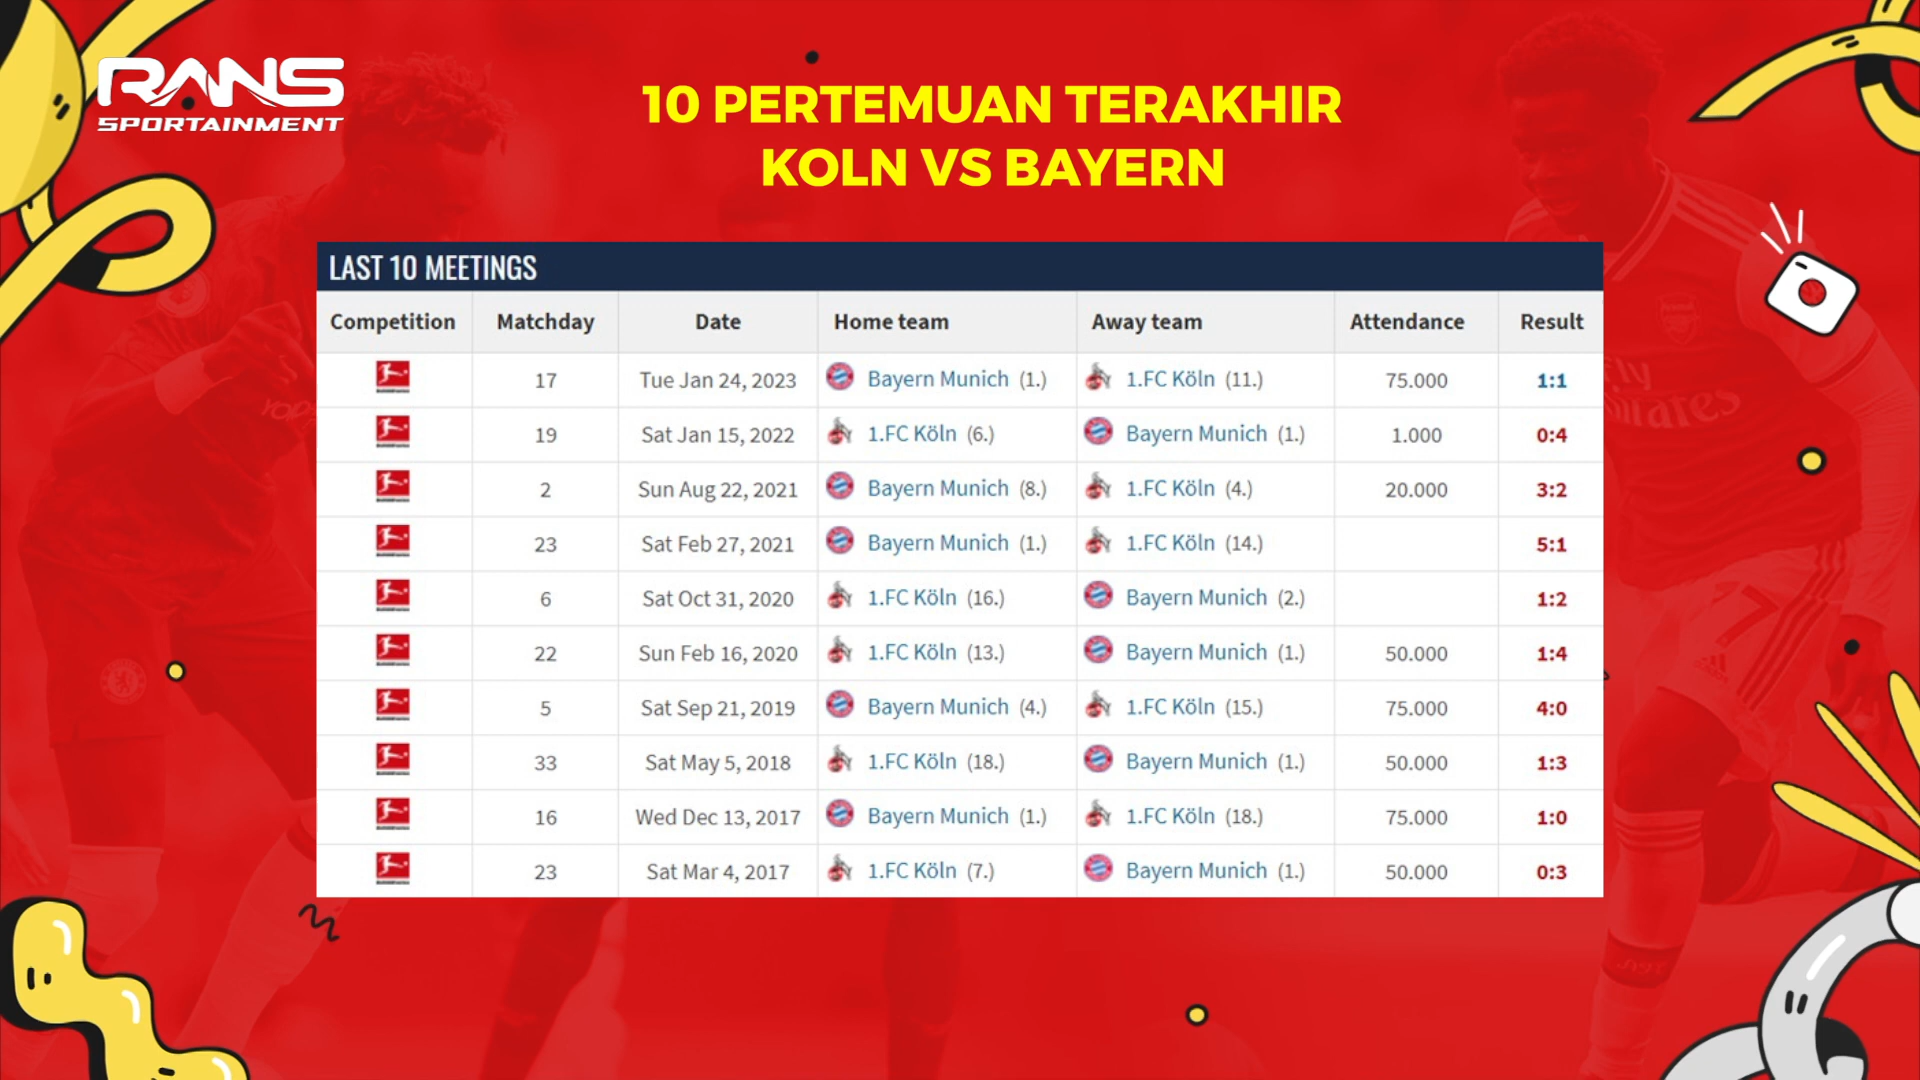 RANS
SPORTAINMENT
10 PERTEMUAN TERAKHIR
KOLN VS BAYERN
LAST 10 MEETINGS
Competition Matchday Date Home team Away team Attendance Result
17 Tue Jan 24, 2023 Bayern Munich (1.) 1.FC Köln (11.) 75.000 1:1
19 Sat Jan 15, 2022 1.FC Köln (6.) Bayern Munich (1.) 1.000 0:4
2 Sun Aug 22, 2021 Bayern Munich (8.) 1.FC Köln (4.) 20.000 3:2
23 Sat Feb 27, 2021 Bayern Munich (1.) 1.FC Köln (14.) 5:1
6 Sat Oct 31, 2020 1.FC Köln (16.) Bayern Munich (2.) 1:2
22 Sun Feb 16, 2020 1.FC Köln (13.) Bayern Munich (1.) 50.000 1:4
5 Sat Sep 21, 2019 Bayern Munich (4.) 1.FC Köln (15.) 75.000 4:0
33 Sat May 5, 2018 1.FC Köln (18.) Bayern Munich (1.) 50.000 1:3
16 Wed Dec 13, 2017 Bayern Munich (1.) 1.FC Köln (18.) 75.000 1:0
23 Sat Mar 4, 2017 1.FC Köln (7.) Bayern Munich (1.) 50.000 0:3